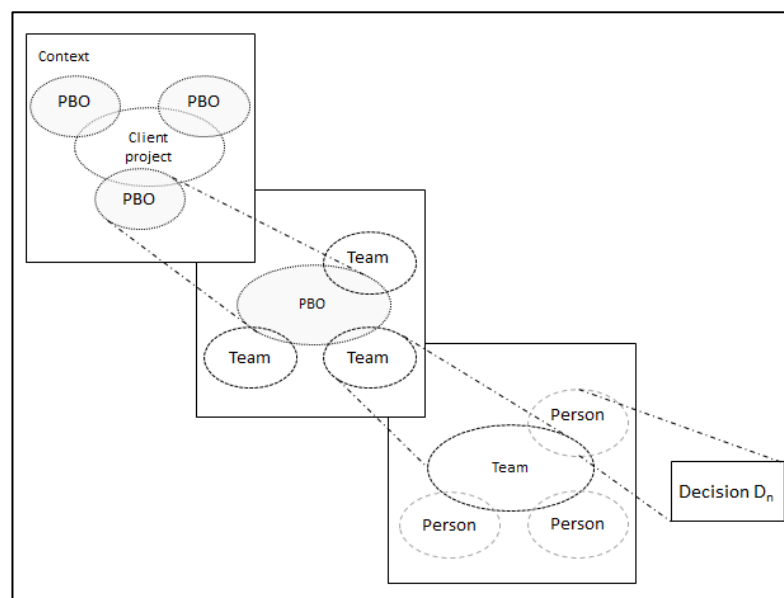 Context
PBO
PBO
Client
project
PBO
Team
PBO
Team
Team
Person
Team
Person
Person
Decision Dₙ